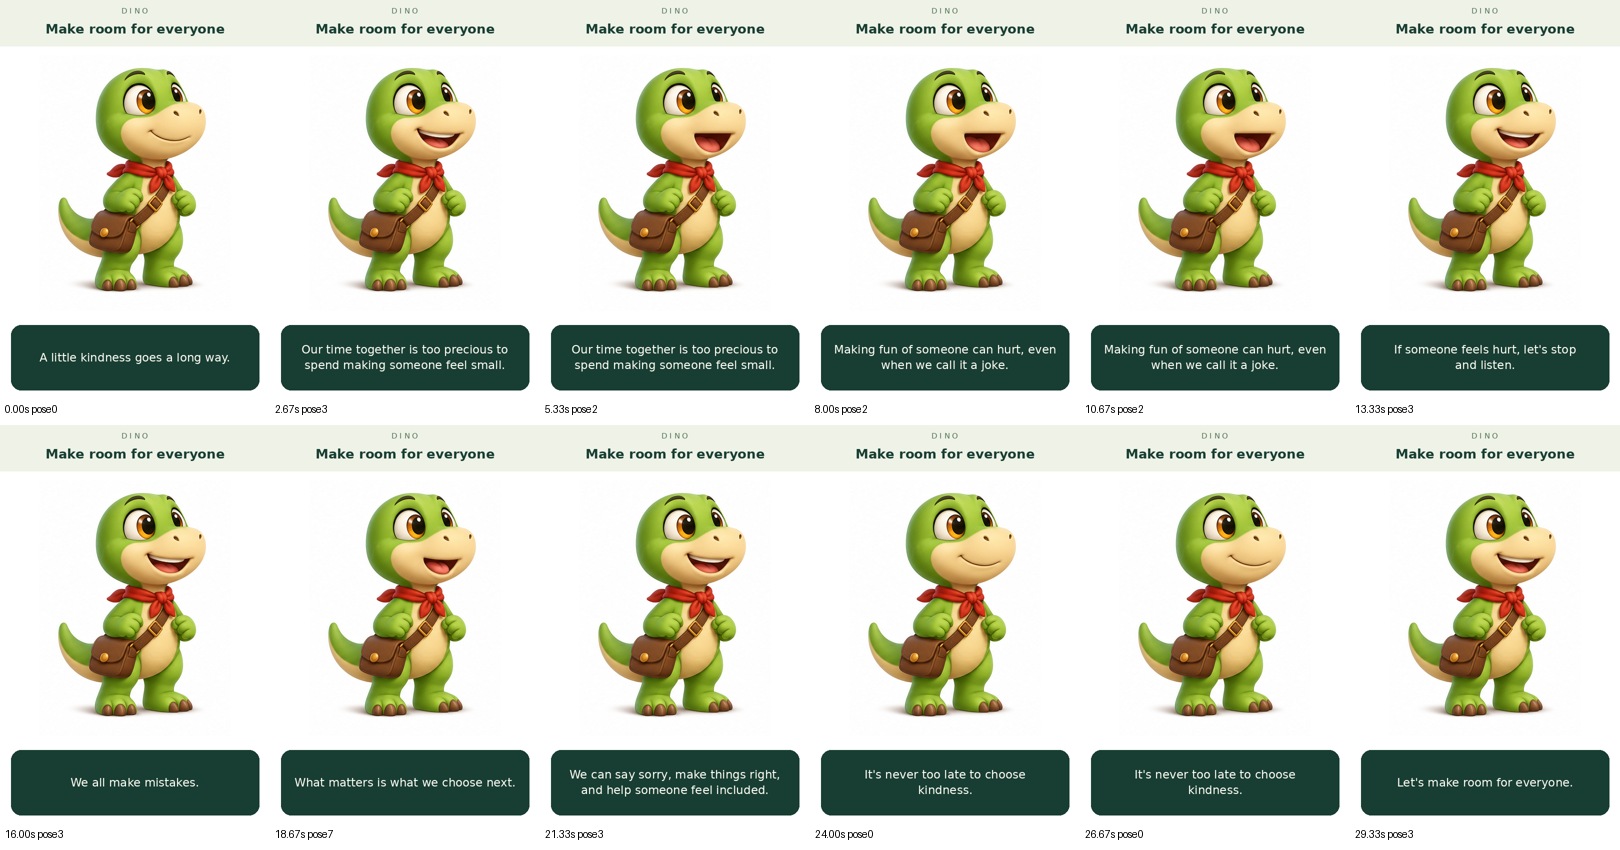 DINO
Make room for everyone
A little kindness goes a long way.
0.00s pose0
DINO
Make room for everyone
Our time together is too precious to
spend making someone feel small.
2.67s pose3
DINO
Make room for everyone
Our time together is too precious to
spend making someone feel small.
5.33s pose2
DINO
Make room for everyone
Making fun of someone can hurt, even
when we call it a joke.
8.00s pose2
DINO
Make room for everyone
Making fun of someone can hurt, even
when we call it a joke.
10.67s pose2
DINO
Make room for everyone
If someone feels hurt, let's stop
and listen.
13.33s pose3
DINO
Make room for everyone
We all make mistakes.
16.00s pose3
DINO
Make room for everyone
What matters is what we choose next.
18.67s pose7
DINO
Make room for everyone
We can say sorry, make things right,
and help someone feel included.
21.33s pose3
DINO
Make room for everyone
It's never too late to choose
kindness.
24.00s pose0
DINO
Make room for everyone
It's never too late to choose
kindness.
26.67s pose0
DINO
Make room for everyone
Let's make room for everyone.
29.33s pose3